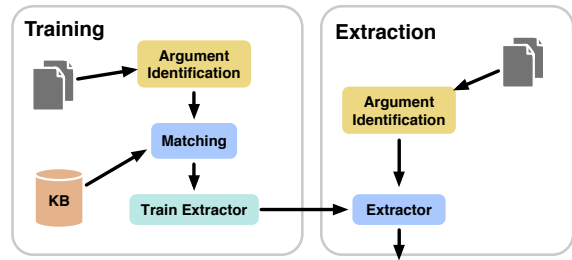 Training
Argument
Identification
Matching
KB
Train Extractor
Extraction
Argument
Identification
Extractor